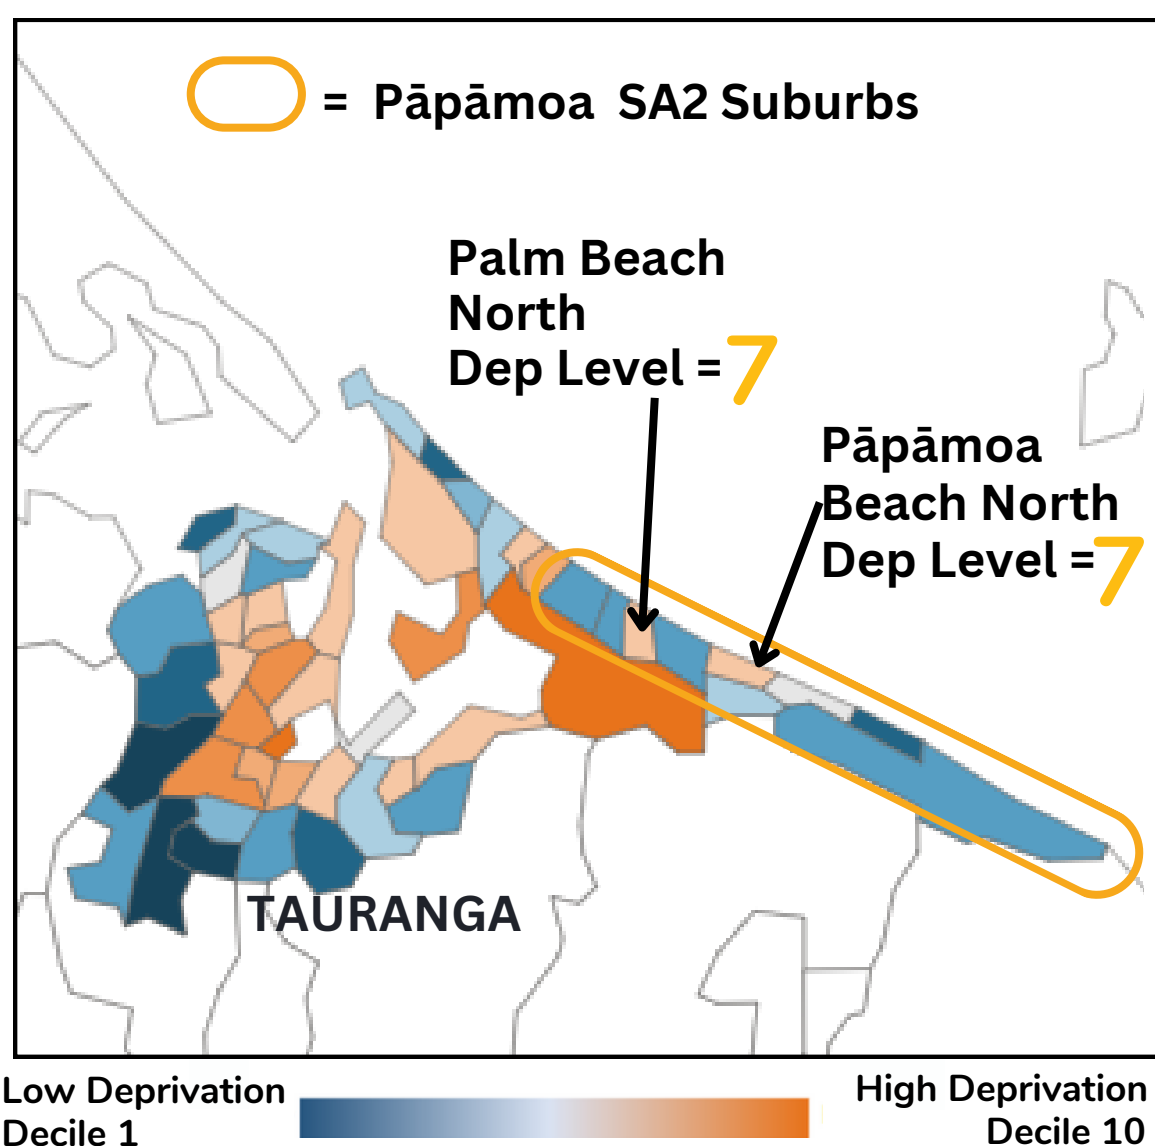 = Pāpāmoa SA2 Suburbs
Palm Beach
North
Dep Level = 7
Pāpāmoa
Beach North
Dep Level = 7
TAURANGA
Low Deprivation
Decile 1
High Deprivation
Decile 10